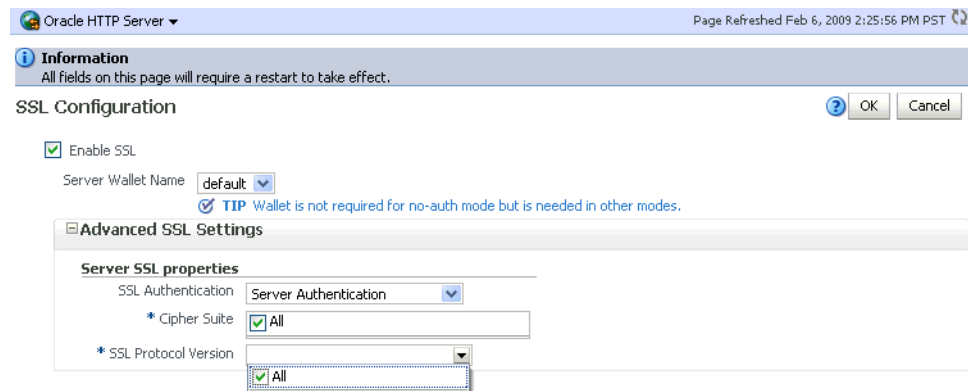 Oracle HTTP Server
Page Refreshed Feb 6, 2009 2:25:56 PM PST
Information
All fields on this page will require a restart to take effect.
SSL Configuration
OK Cancel
Enable SSL
Server Wallet Name default
TIP Wallet is not required for no-auth mode but is needed in other modes.
Advanced SSL Settings
Server SSL properties
SSL Authentication Server Authentication
* Cipher Suite All
* SSL Protocol Version
All